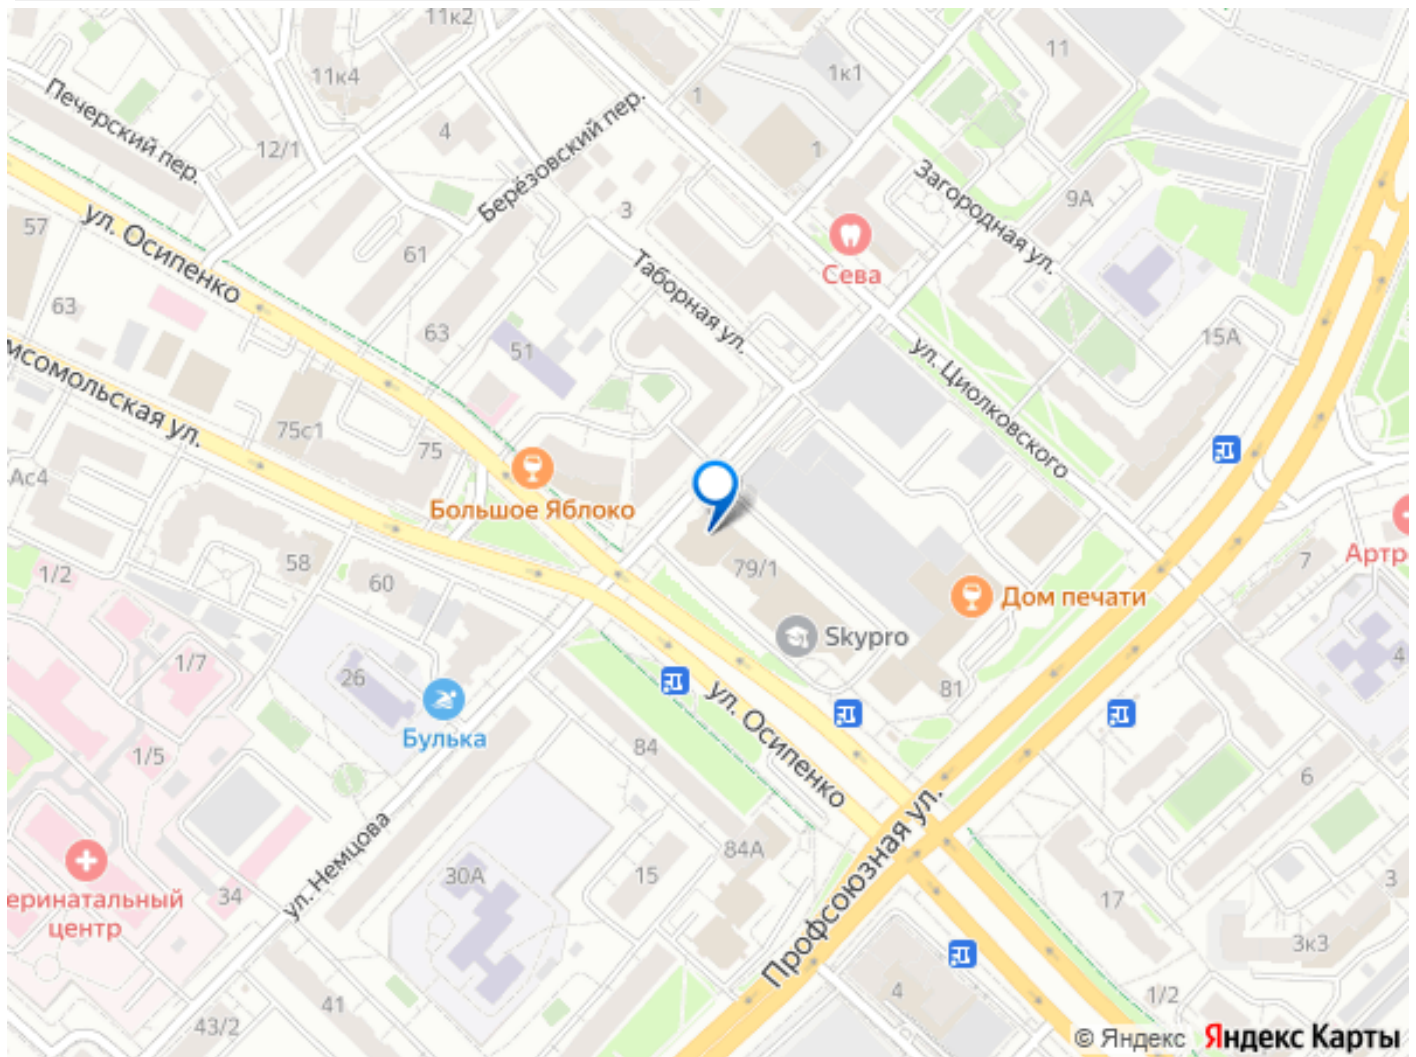 11к2
11к4
1к1
11
Печерский пер.
12/1
4
Берёзовский пер.
1
1
Загородная ул.
9А
57
ул. Осипенко
61
3
Таборная ул.
Сева
63
63
51
15А
ул. Циолковского
мсомольская ул.
75с1
75
Ас4
Большое Яблоко
58
60
1/2
79/1
7
Артр
Дом печати
Skypro
1/7
26
81
4
Булька
ул. Осипенко
1/5
84
6
ул. Немцова
84А
Профсоюзная ул.
30А
15
34
еринатальный
центр
17
3
3к3
41
43/2
4
1/2
© Яндекс Яндекс Карты